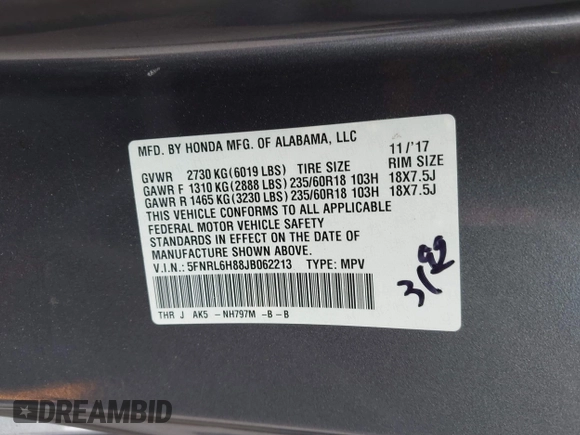 MFD. BY HONDA MFG. OF ALABAMA, LLC 11/'17
GVWR 2730 KG(6019 LBS) TIRE SIZE RIM SIZE
GAWR F 1310 KG(2888 LBS)235/60R18 103H 18X7.5J
GAWR R 1465 KG(3230 LBS)235/60R18 103H 18X7.5J
THIS VEHICLE CONFORMS TO ALL APPLICABLE
FEDERAL MOTOR VEHICLE SAFETY
STANDARDS IN EFFECT ON THE DATE OF
MANUFACTURE SHOWN ABOVE.
V.I.N.: 5FNRL6H88JB062213 TYPE: MPV
THR J AK5 -NH797M -B-B
DREAMBID